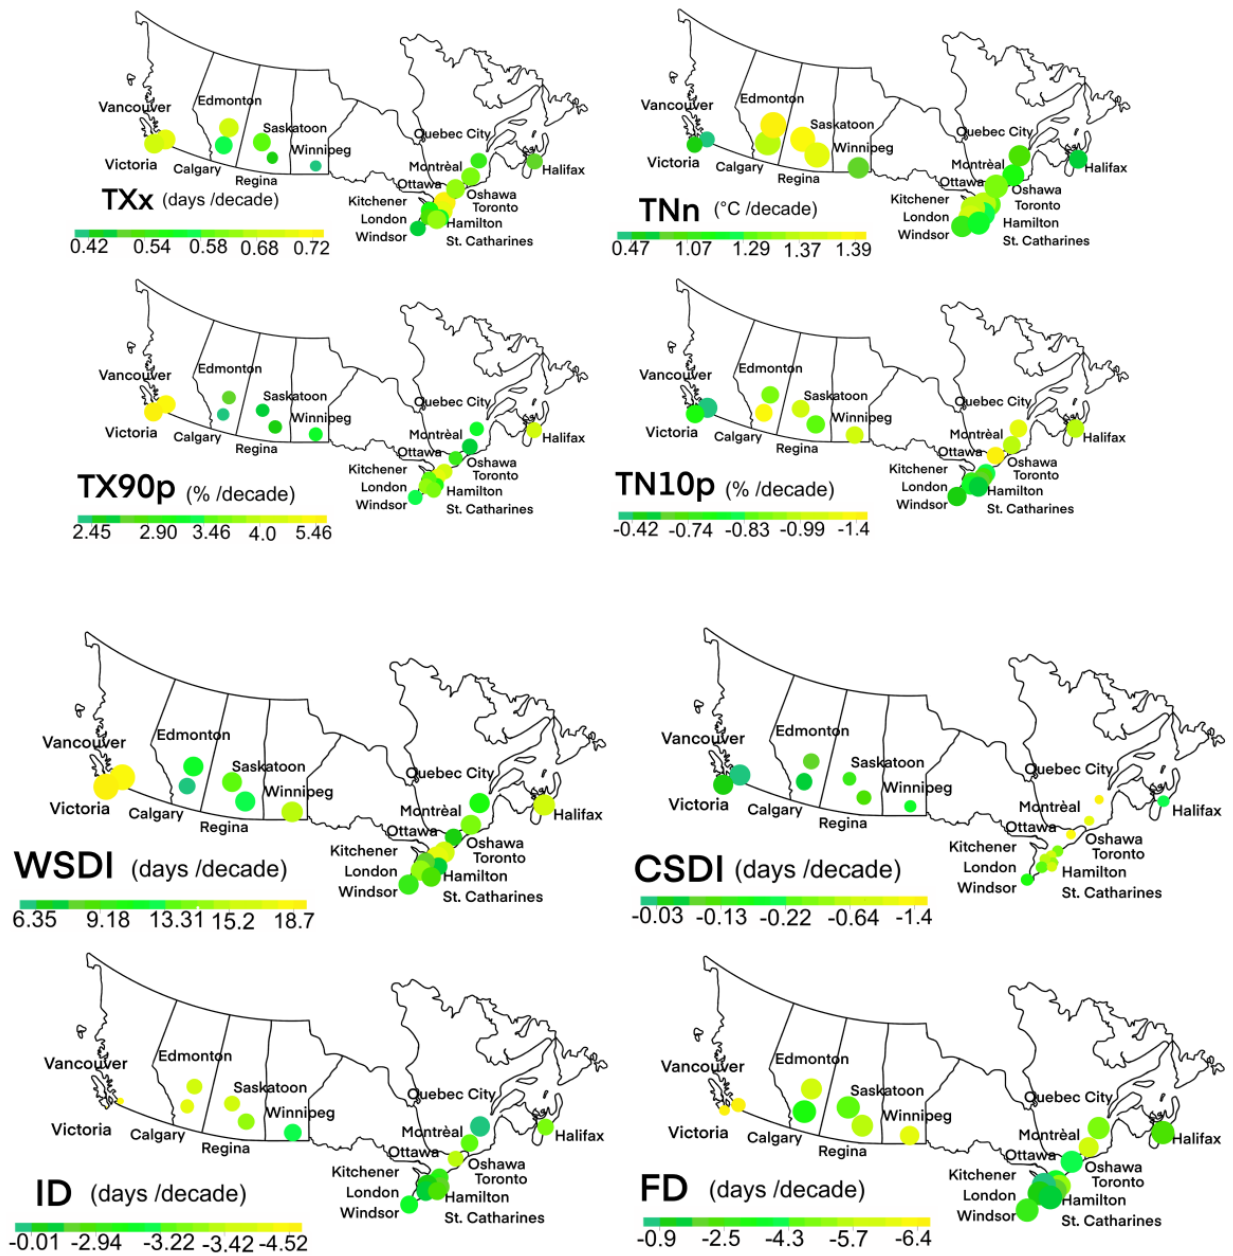 Vancouver
Edmonton
Saskatoon
Winnipeg
Victoria
Calgary
Regina
Quebec City
Montrèal
Halifax
Ottawa
Oshawa
Kitchener
Toronto
London
Hamilton
Windsor
St. Catharines
TXx (days /decade)
0.42 0.54 0.58 0.68 0.72
Vancouver
Edmonton
Saskatoon
Winnipeg
Victoria
Calgary
Regina
Quebec City
Montrèal
Halifax
Ottawa
Oshawa
Kitchener
Toronto
London
Hamilton
Windsor
St. Catharines
TNn (°C /decade)
0.47 1.07 1.29 1.37 1.39
Vancouver
Edmonton
Saskatoon
Winnipeg
Victoria
Calgary
Regina
Quebec City
Montrèal
Halifax
Ottawa
Oshawa
Kitchener
Toronto
London
Hamilton
Windsor
St. Catharines
TX90p (% /decade)
2.45 2.90 3.46 4.0 5.46
Vancouver
Edmonton
Saskatoon
Winnipeg
Victoria
Calgary
Regina
Quebec City
Montrèal
Halifax
Ottawa
Oshawa
Kitchener
Toronto
London
Hamilton
Windsor
St. Catharines
TN10p (% /decade)
-0.42 -0.74 -0.83 -0.99 -1.4
Vancouver
Edmonton
Saskatoon
Winnipeg
Victoria
Calgary
Regina
Quebec City
Montrèal
Halifax
Ottawa
Oshawa
Kitchener
Toronto
London
Hamilton
Windsor
St. Catharines
WSDI (days /decade)
6.35 9.18 13.31 15.2 18.7
Vancouver
Edmonton
Saskatoon
Winnipeg
Victoria
Calgary
Regina
Quebec City
Montrèal
Halifax
Ottawa
Oshawa
Kitchener
Toronto
London
Hamilton
Windsor
St. Catharines
CSDI (days /decade)
-0.03 -0.13 -0.22 -0.64 -1.4
Vancouver
Edmonton
Saskatoon
Winnipeg
Victoria
Calgary
Regina
Quebec City
Montrèal
Halifax
Ottawa
Oshawa
Kitchener
Toronto
London
Hamilton
Windsor
St. Catharines
ID (days /decade)
-0.01 -2.94 -3.22 -3.42 -4.52
Vancouver
Edmonton
Saskatoon
Winnipeg
Victoria
Calgary
Regina
Quebec City
Montrèal
Halifax
Ottawa
Oshawa
Kitchener
Toronto
London
Hamilton
Windsor
St. Catharines
FD (days /decade)
-0.9 -2.5 -4.3 -5.7 -6.4